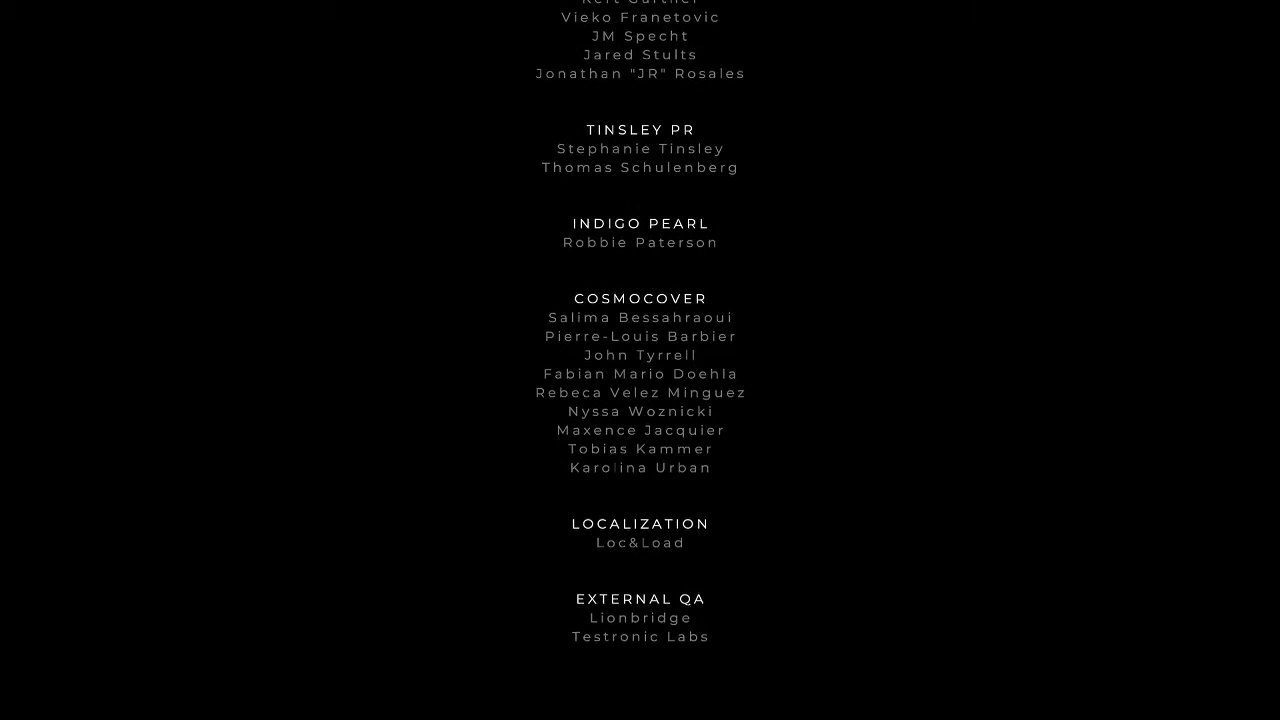 Vieko Franetovic
JM Specht
Jared Stults
Jonathan "JR" Rosales
TINSLEY PR
Stephanie Tinsley
Thomas Schulenberg
INDIGO PEARL
Robbie Paterson
COSMOCOVER
Salima Bessahraoui
Pierre-Louis Barbier
John Tyrrell
Fabian Mario Doehla
Rebeca Velez Minguez
Nyssa Woznicki
Maxence Jacquier
Tobias Kammer
Karolina Urban
LOCALIZATION
Loc&Load
EXTERNAL QA
Lionbridge
Testronic Labs